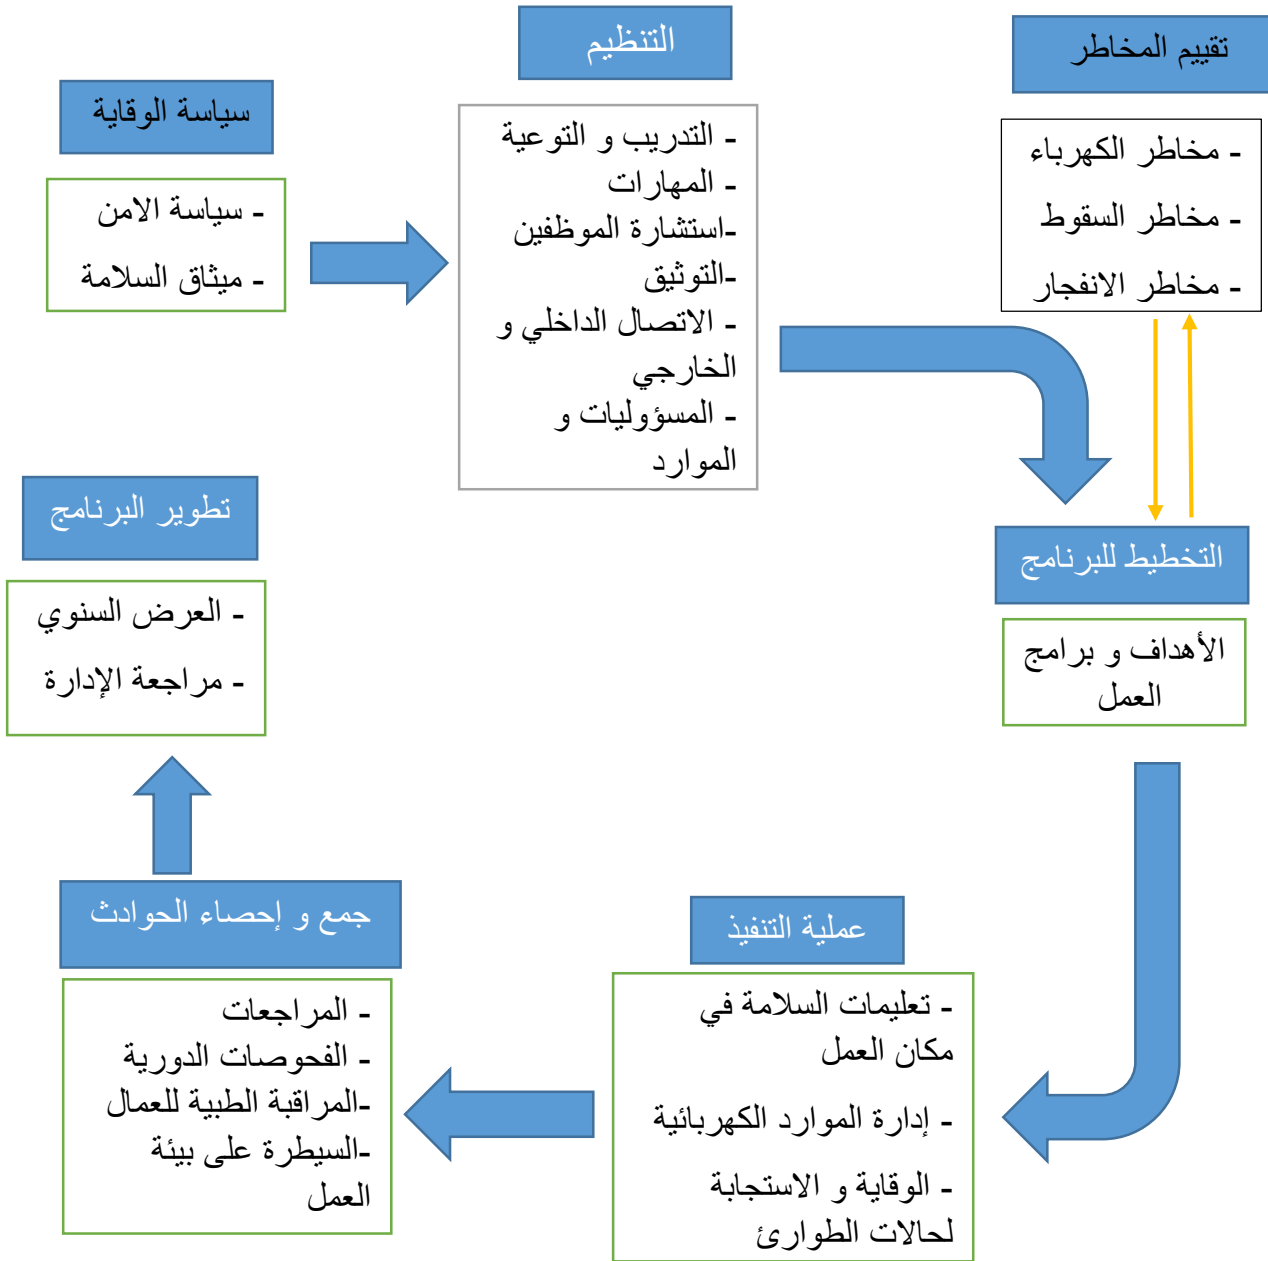 تقييم المخاطر
- مخاطر الكهرباء
- مخاطر السقوط
- مخاطر الانفجار
التنظيم
- التدريب و التوعية
- المهارات
-استشارة الموظفين
-التوثيق
- الاتصال الداخلي و
الخارجي
- المسؤوليات و
الموارد
سياسة الوقاية
- سياسة الامن
- ميثاق السلامة
التخطيط للبرنامج
الأهداف و برامج
العمل
عملية التنفيذ
- تعليمات السلامة في
مكان العمل
- إدارة الموارد الكهربائية
- الوقاية و الاستجابة
لحالات الطوارئ
جمع و إحصاء الحوادث
- المراجعات
- الفحوصات الدورية
-المراقبة الطبية للعمال
-السيطرة على بيئة
العمل
تطوير البرنامج
- العرض السنوي
- مراجعة الإدارة